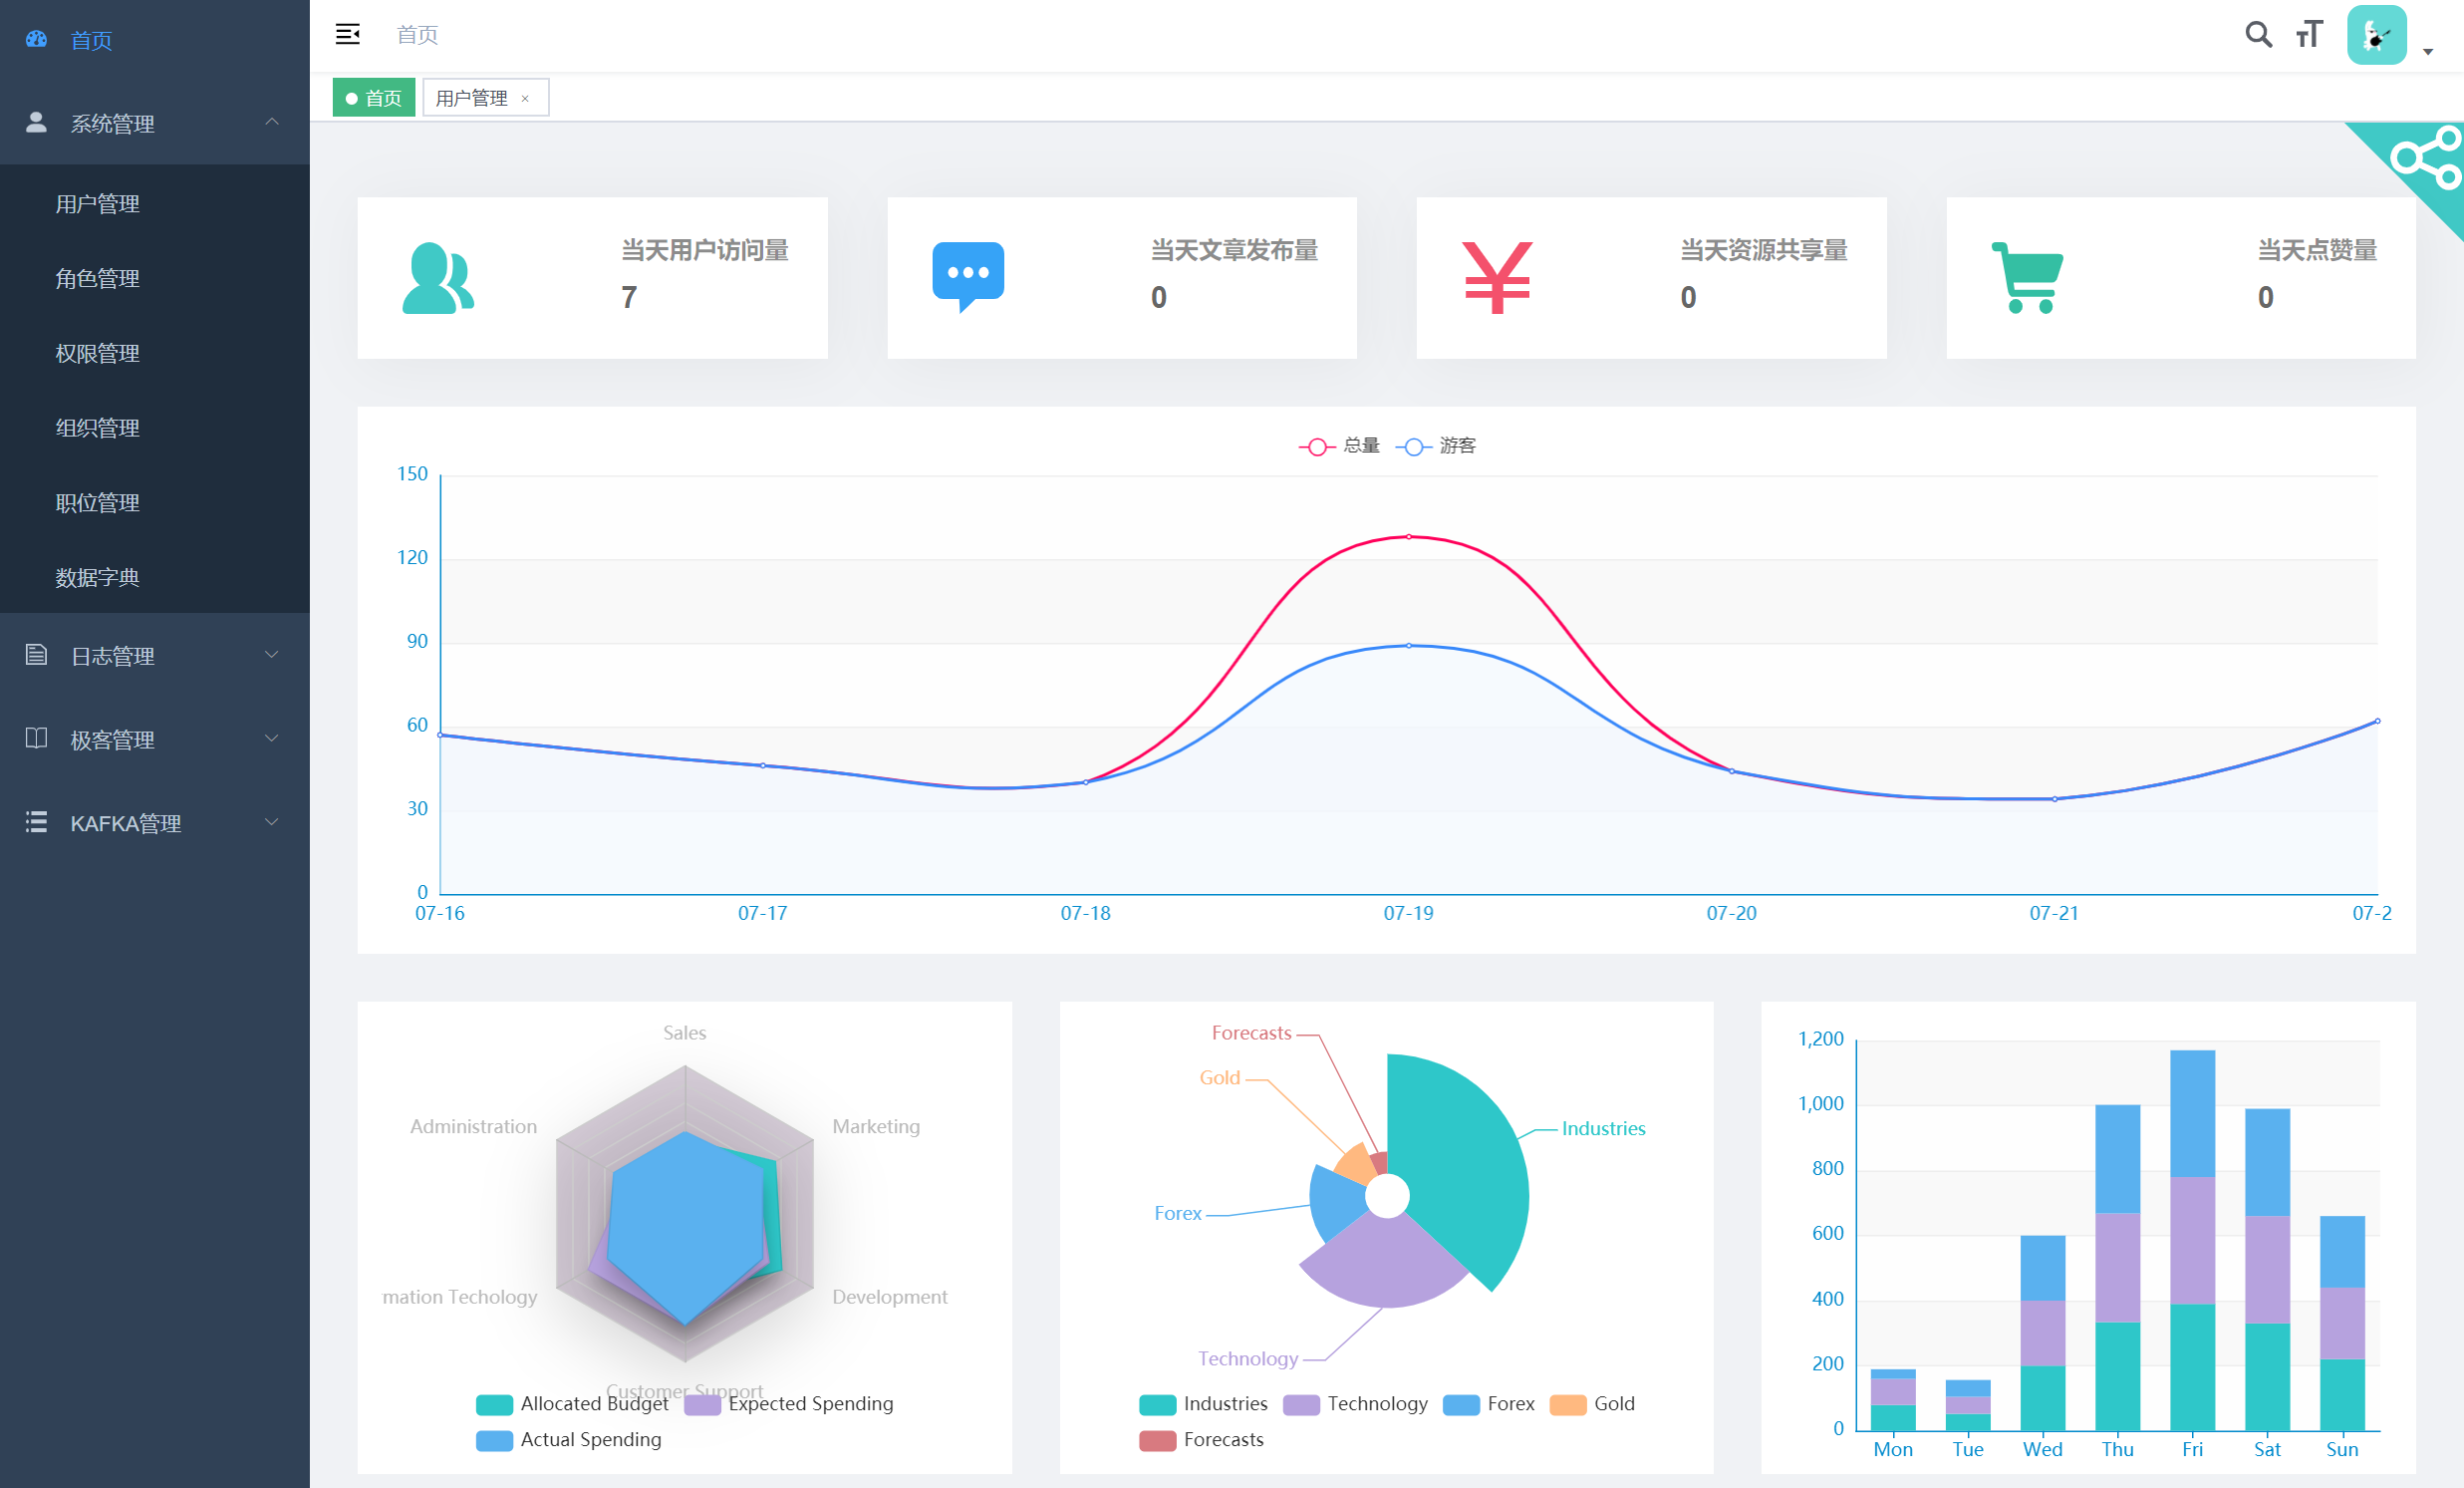 首页
系统管理
用户管理
角色管理
权限管理
组织管理
职位管理
数据字典
日志管理
极客管理
KAFKA管理
首页
首页
用户管理 ×
当天用户访问量
7
当天文章发布量
0
当天资源共享量
0
当天点赞量
0
总量 游客
150
120
90
60
30
0
07-16 07-17 07-18 07-19 07-20 07-21 07-2
Sales
Administration
Marketing
mation Techology
Development
Customer Support
Allocated Budget Expected Spending
Actual Spending
Forecasts
Gold
Industries
Forex
Technology
Industries Technology Forex Gold
Forecasts
1,200
1,000
800
600
400
200
0
Mon Tue Wed Thu Fri Sat Sun